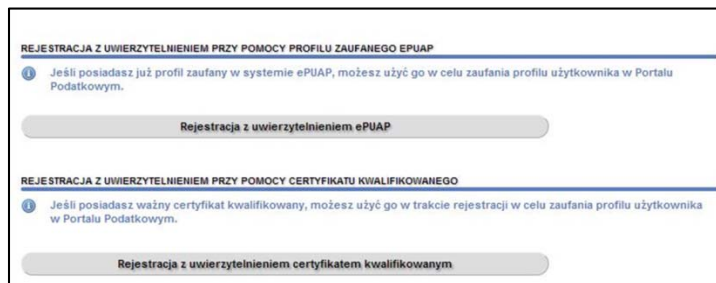 REJESTRACJA Z UWIERZYTELNIENIEM PRZY POMOCY PROFILU ZAUFANEGO EPUAP
Jeśli posiadasz już profil zaufany w systemie ePUAP, możesz użyć go w celu zaufania profilu użytkownika w Portalu
Podatkowym.
Rejestracja z uwierzytelnieniem ePUAP
REJESTRACJA Z UWIERZYTELNIENIEM PRZY POMOCY CERTYFIKATU KWALIFIKOWANEGO
Jeśli posiadasz ważny certyfikat kwalifikowany, możesz użyć go w trakcie rejestracji w celu zaufania profilu użytkownika
w Portalu Podatkowym.
Rejestracja z uwierzytelnieniem certyfikatem kwalifikowanym